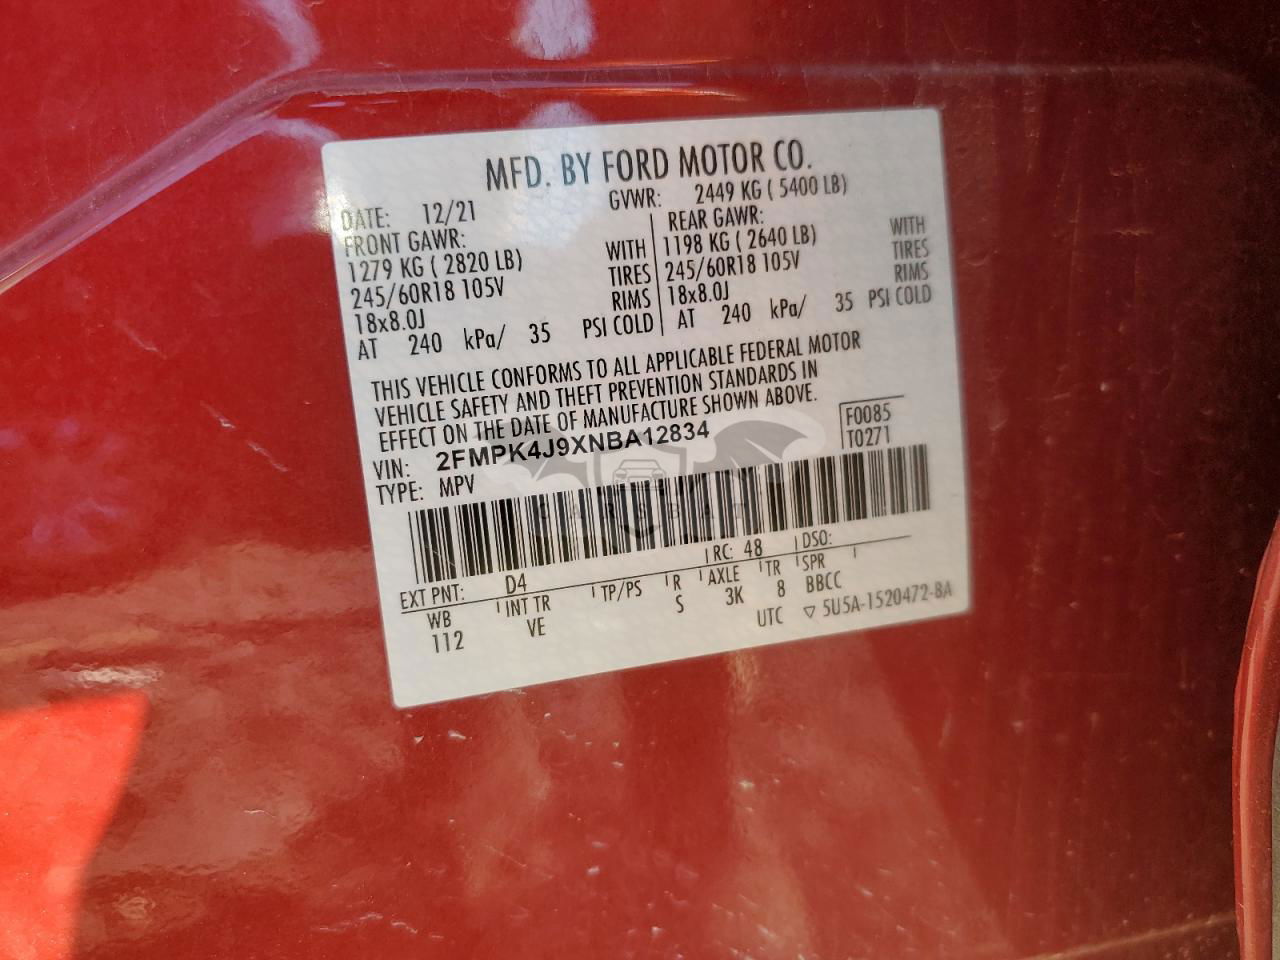 MFD. BY FORD MOTOR CO.
DATE: 12/21 GVWR: 2449 KG ( 5400 LB)
FRONT GAWR: REAR GAWR:
1279 KG ( 2820 LB) WITH 1198 KG ( 2640 LB) WITH
245/60R18 105V TIRES 245/60R18 105V TIRES
18x8.0J RIMS 18x8.0J RIMS
AT 240 kPa/ 35 PSI COLD AT 240 kPa/ 35 PSI COLD
THIS VEHICLE CONFORMS TO ALL APPLICABLE FEDERAL MOTOR
VEHICLE SAFETY AND THEFT PREVENTION STANDARDS IN
EFFECT ON THE DATE OF MANUFACTURE SHOWN ABOVE.
F0085
VIN: 2FMPK4J9XNBA12834 T0271
TYPE: MPV
EXT PNT: D4 RC: 48 DSO:
WB INT TR TP/PS R AXLE TR SPR
112 VE S 3K 8 BBCC
UTC 5U5A-1520472-BA